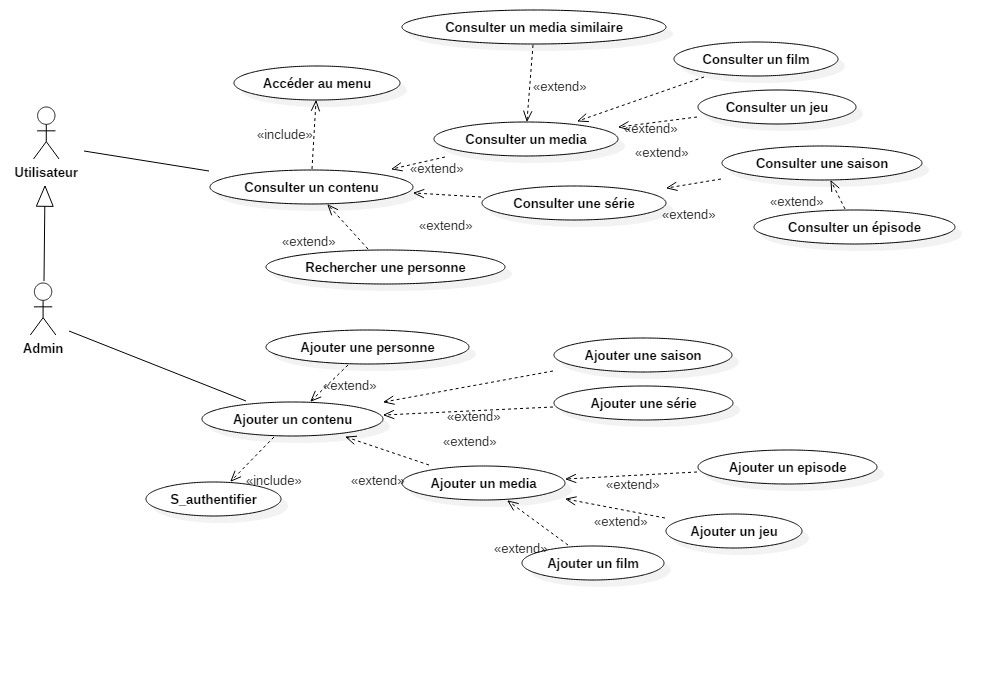 Consulter un media similaire
Consulter un film
Accéder au menu
«extend»
Consulter un jeu
«include»
«extend»
Consulter un media
«extend»
Utilisateur
«extend»
Consulter une saison
Consulter un contenu
Consulter une série
«extend»
«extend»
«extend»
Consulter un épisode
«extend»
Rechercher une personne
Admin
Ajouter une personne
Ajouter une saison
«extend»
Ajouter une série
Ajouter un contenu
«extend»
«extend»
Ajouter un episode
«include»
«extend»
Ajouter un media
«extend»
S_authentifier
«extend»
Ajouter un jeu
«extend»
Ajouter un film